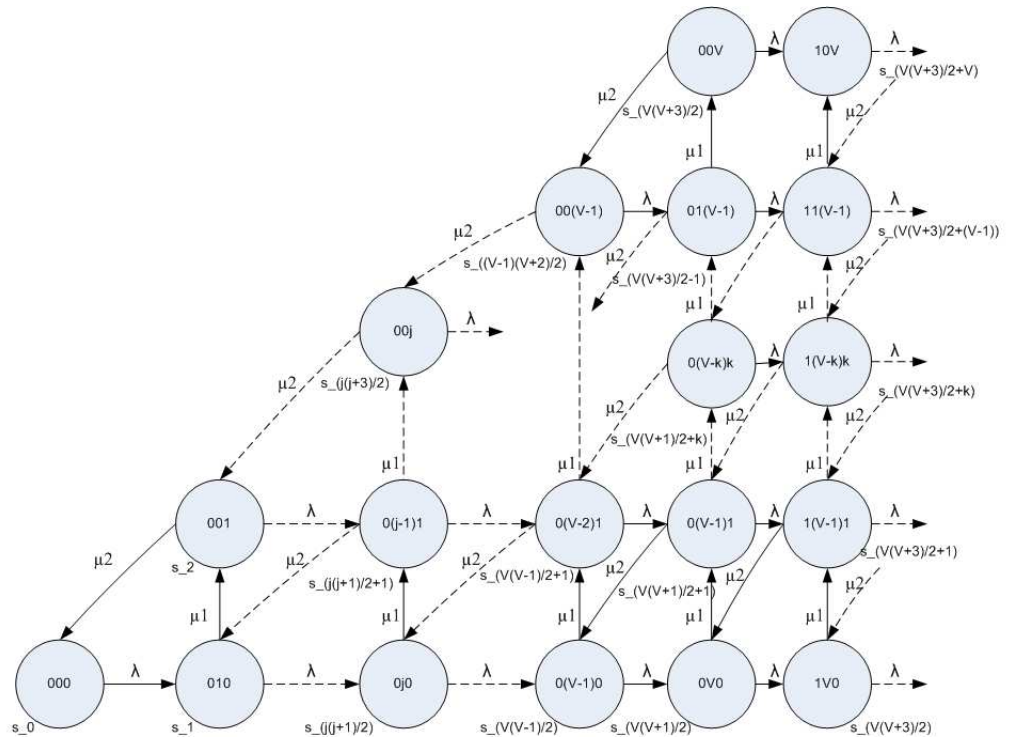 00V
λ
10V
λ
s_(V(V+3)/2+V)
μ2
s_(V(V+3)/2)
μ2
μ1
μ1
00(V-1)
λ
01(V-1)
λ
11(V-1)
λ
μ2
s_((V-1)(V+2)/2)
μ2
s_(V(V+3)/2-1)
s_(V(V+3)/2+(V-1))
μ2
00j
λ
μ1
μ1
0(V-k)k
λ
1(V-k)k
λ
μ2
s_(j(j+3)/2)
μ2
s_(V(V+1)/2+k)
μ2
s_(V(V+3)/2+k)
μ2
μ1
μ1
μ1
μ1
001
λ
0(j-1)1
λ
0(V-2)1
λ
0(V-1)1
λ
1(V-1)1
λ
μ2
s_2
μ2
s_(j(j+1)/2+1)
μ2
s_(V(V-1)/2+1)
μ2
s_(V(V+1)/2+1)
μ2
s_(V(V+3)/2+1)
μ2
μ1
μ1
μ1
μ1
μ1
000
λ
010
λ
0j0
λ
0(V-1)0
λ
0V0
λ
1V0
λ
s_0
s_1
s_(j(j+1)/2)
s_(V(V-1)/2)
s_(V(V+1)/2)
s_(V(V+3)/2)